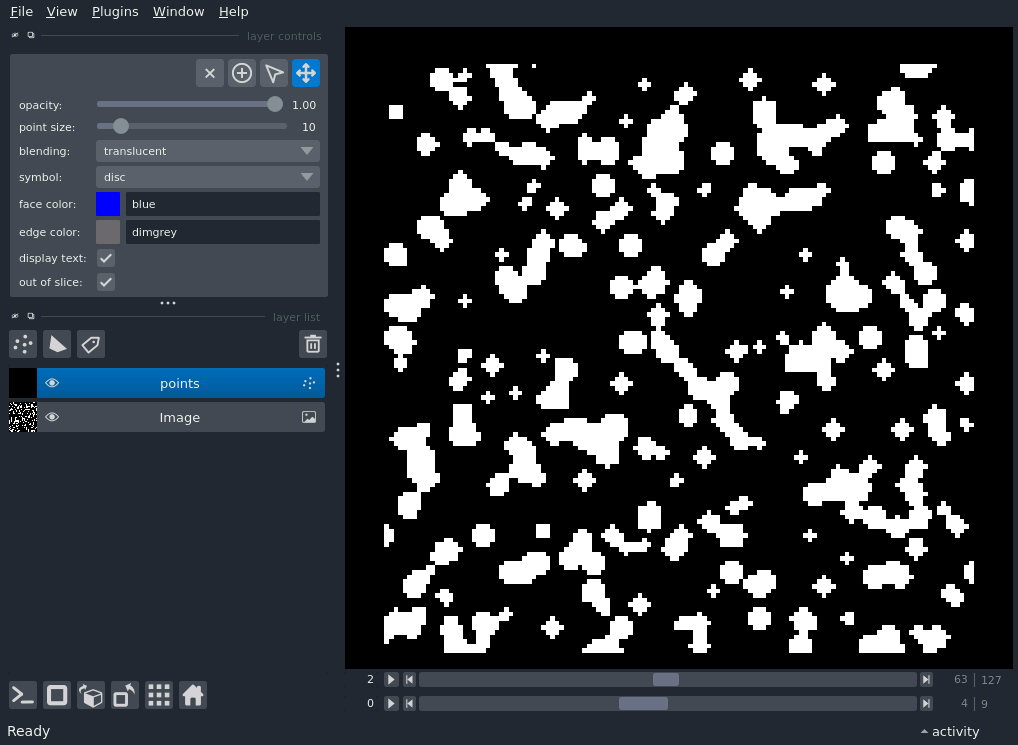 File View Plugins Window Help
layer controls
opacity: 1.00
point size: 10
blending: translucent
symbol: disc
face color: blue
edge color: dimgrey
display text:
out of slice:
layer list
points
Image
2 63 127
0 4 9
Ready activity